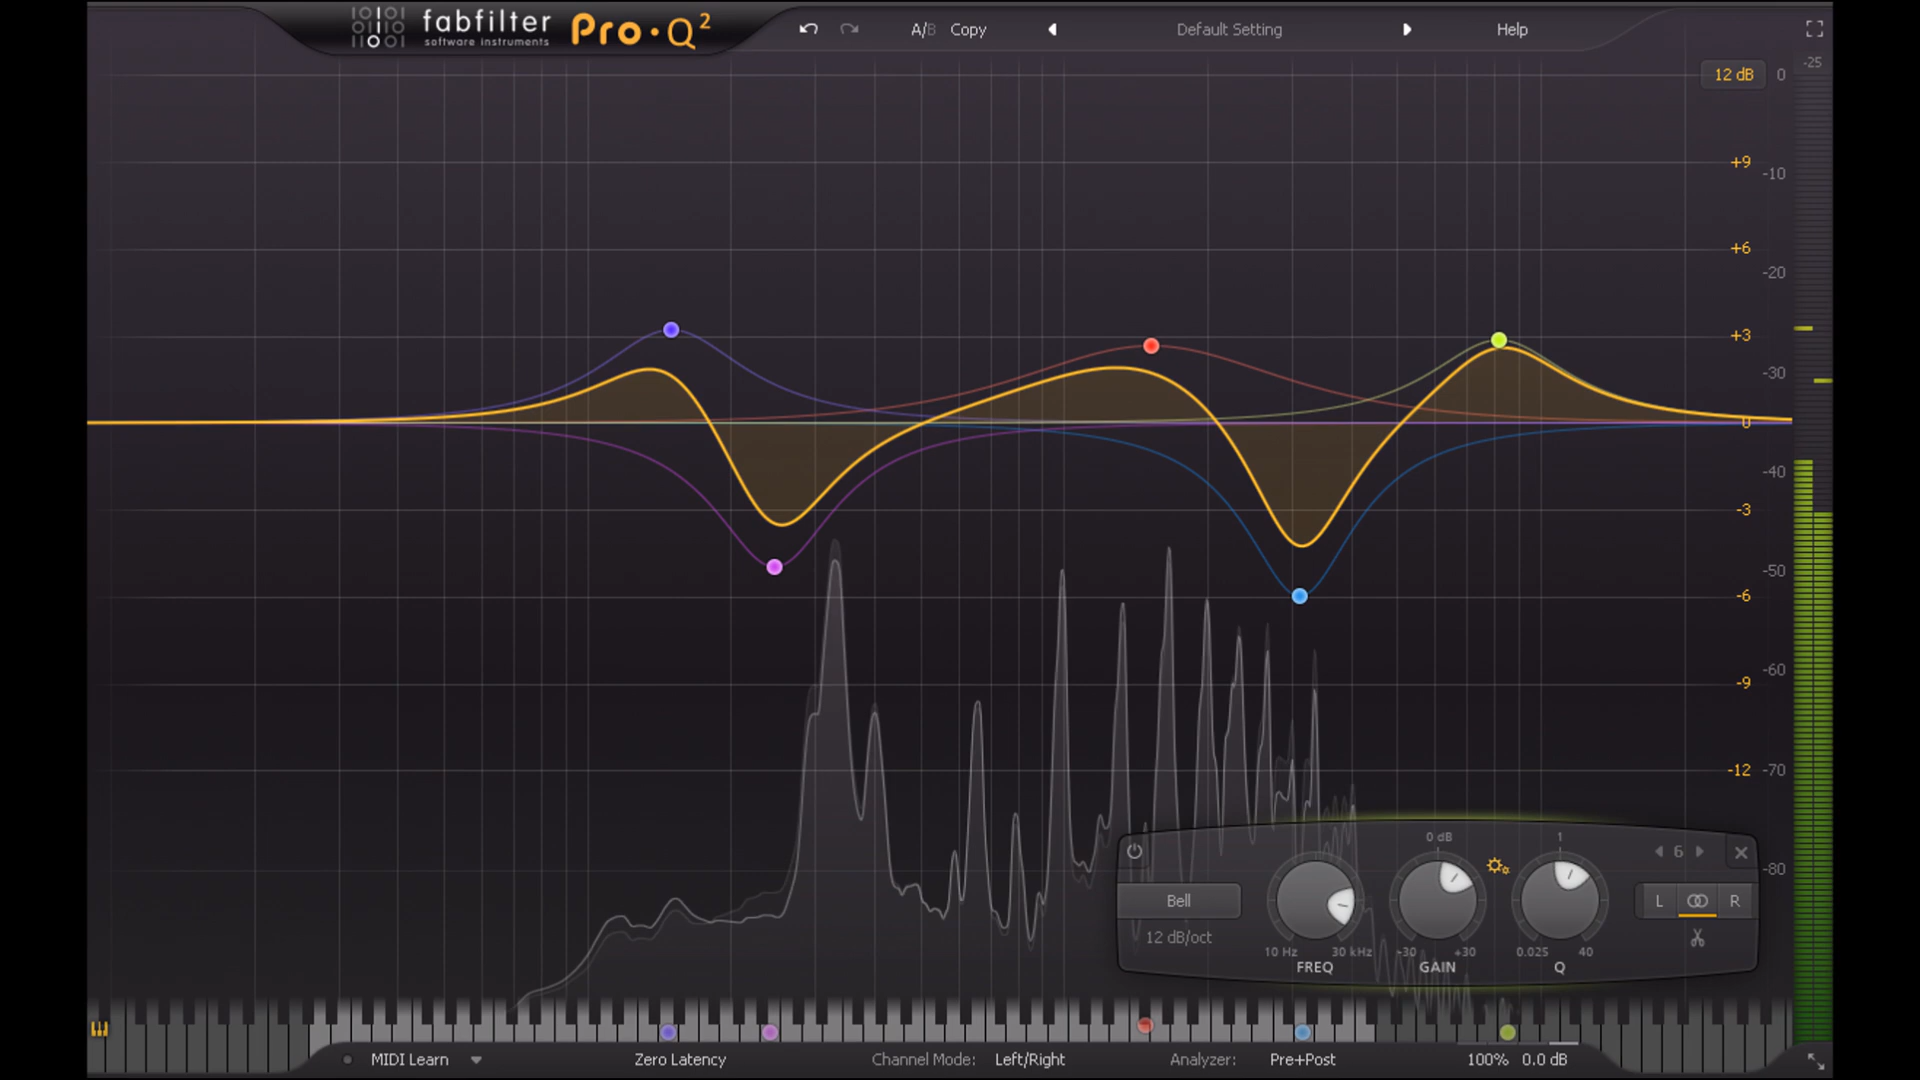 fabfilter
software instruments
Pro·Q²
A/B
Copy
Default Setting
Help
12 dB
0
-25
+9
-10
+6
-20
+3
-30
0
-40
-3
-50
-6
-60
-9
-12
-70
-80
0 dB
1
6
Bell
L
R
12 dB/oct
10 Hz
30 kHz
-30
+30
0.025
40
FREQ
GAIN
Q
MIDI Learn
Zero Latency
Channel Mode:
Left/Right
Analyzer:
Pre+Post
100%
0.0 dB